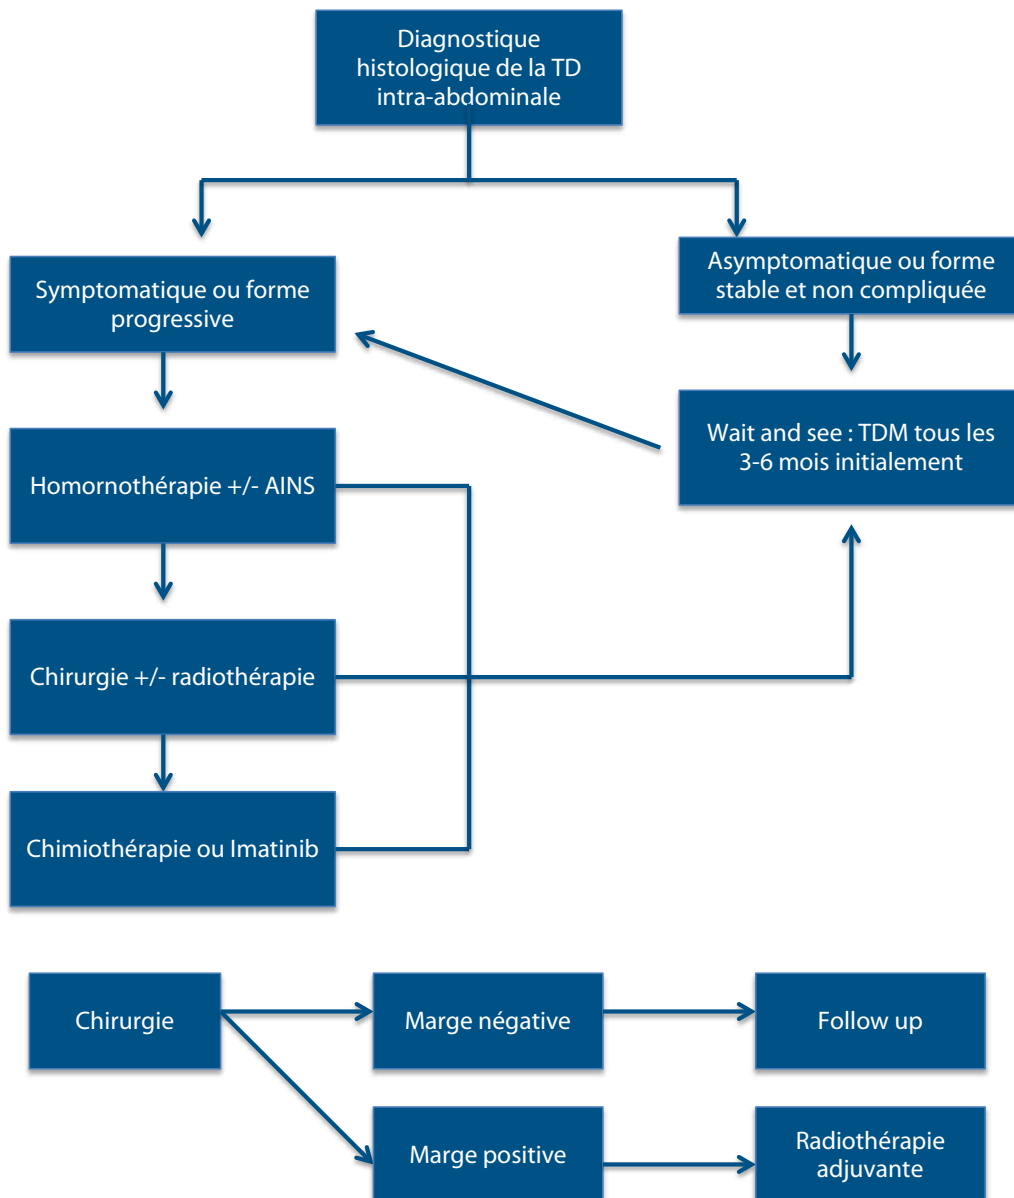 Diagnostique
histologique de la TD
intra-abdominale
Symptomatique ou forme
progressive
Asymptomatique ou forme
stable et non compliquée
Wait and see : TDM tous les
3-6 mois initialement
Homornothérapie +/- AINS
Chirurgie +/- radiothérapie
Chimiothérapie ou Imatinib
Chirurgie
Marge négative
Follow up
Marge positive
Radiothérapie
adjuvante